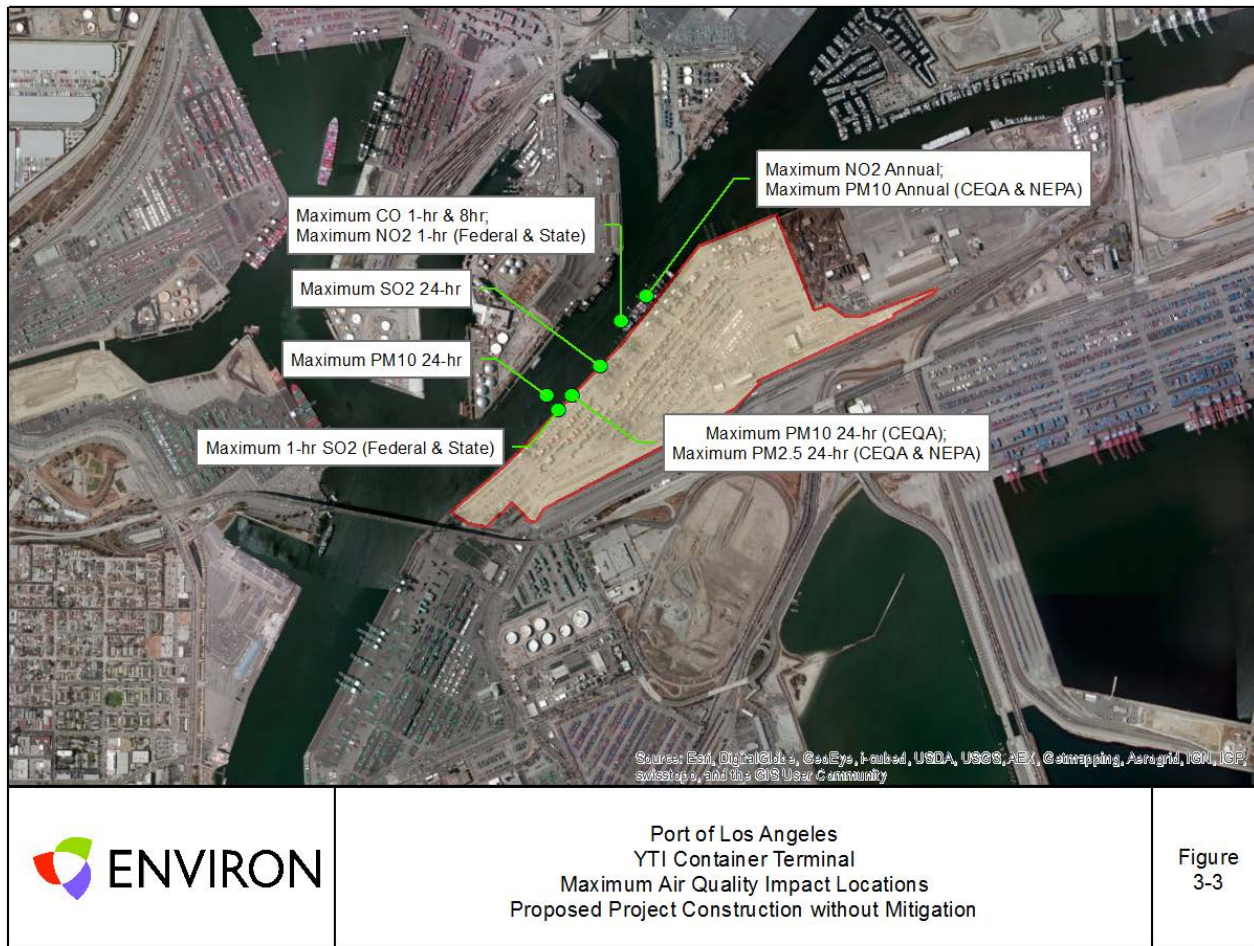 Maximum NO2 Annual;
Maximum PM10 Annual (CEQA & NEPA)
Maximum CO 1-hr & 8hr;
Maximum NO2 1-hr (Federal & State)
Maximum SO2 24-hr
Maximum PM10 24-hr
Maximum 1-hr SO2 (Federal & State)
Maximum PM10 24-hr (CEQA);
Maximum PM2.5 24-hr (CEQA & NEPA)
Source: Esri, DigitalGlobe, GeoEye, i-cubed, USDA, USGS, AEX, Getmapping, Aerogrid, IGN, IGP,
swisstopo, and the GIS User Community
ENVIRON
Port of Los Angeles
YTI Container Terminal
Maximum Air Quality Impact Locations
Proposed Project Construction without Mitigation
Figure
3-3